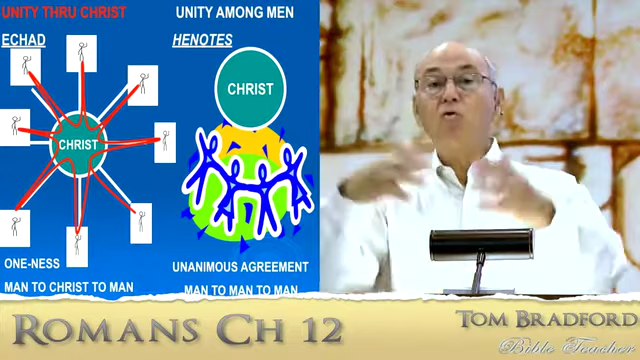 UNITY THRU CHRIST
ECHAD
CHRIST
ONE-NESS
MAN TO CHRIST TO MAN
UNITY AMONG MEN
HENOTES
CHRIST
UNANIMOUS AGREEMENT
MAN TO MAN TO MAN
ROMANS CH 12
TOM BRADFORD
Bible Teacher